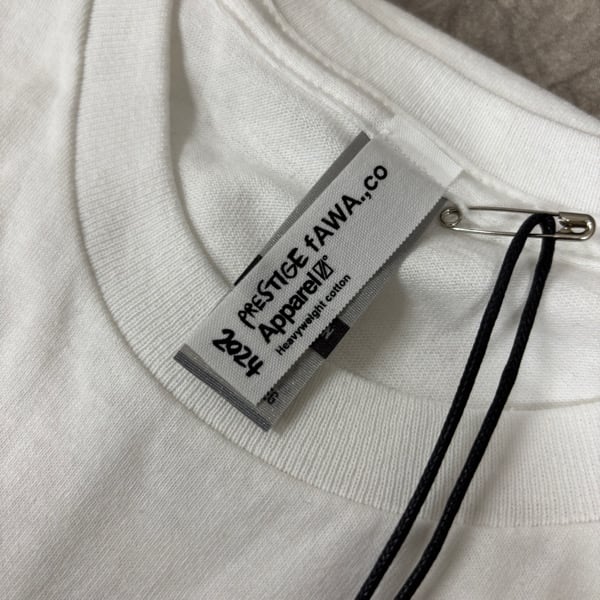 PRESTIGE fAWA.,co
Apparel
Heavyweight cotton
2024